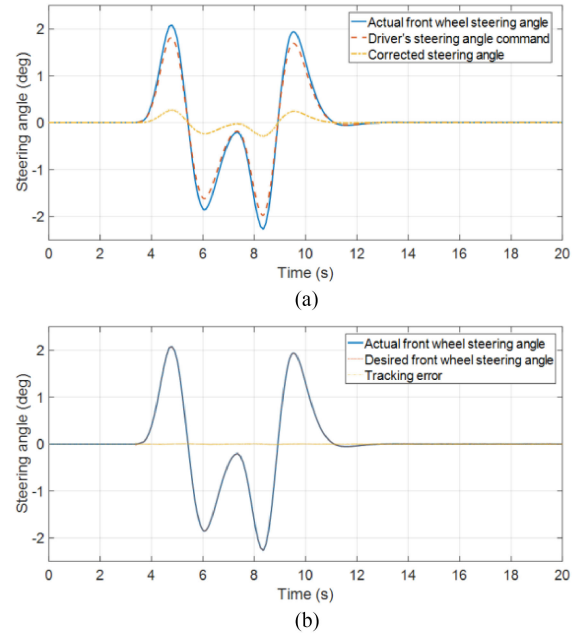 Actual front wheel steering angle
Driver's steering angle command
Corrected steering angle
Steering angle (deg)
2
1
0
-1
-2
0 2 4 6 8 10 12 14 16 18 20
Time (s)
(a)
Actual front wheel steering angle
Desired front wheel steering angle
Tracking error
Steering angle (deg)
2
1
0
-1
-2
0 2 4 6 8 10 12 14 16 18 20
Time (s)
(b)